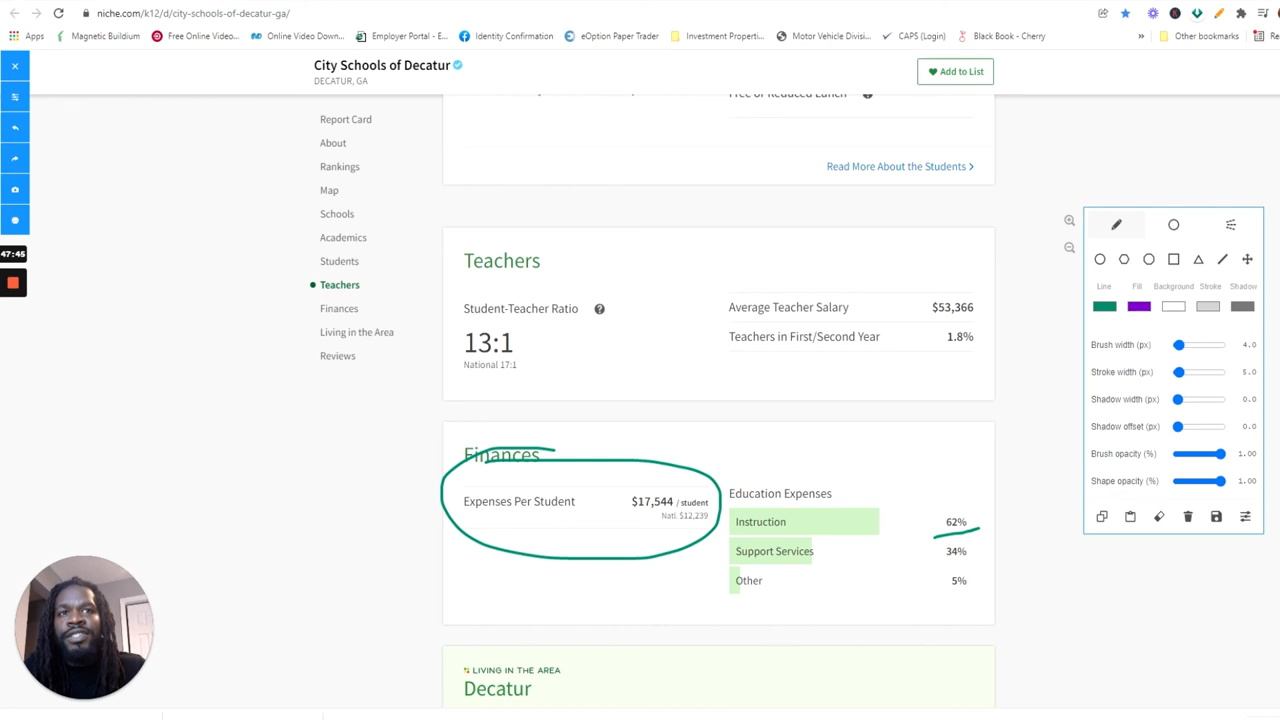 niche.com/k12/d/city-schools-of-decatur-ga/
Apps Magnetic Buildium Free Online Video... Online Video Down... Employer Portal - E... Identity Confirmation eOption Paper Trader Investment Properti... Motor Vehicle Divisi... CAPS (Login) Black Book - Cherry » Other bookmarks Rea
City Schools of Decatur
DECATUR, GA
Add to List
Report Card
About
Rankings
Map
Schools
Academics
Students
Teachers
Finances
Living in the Area
Reviews
47:45
Free or Reduced Lunch
Read More About the Students >
Teachers
Student-Teacher Ratio
13:1
National 17:1
Average Teacher Salary $53,366
Teachers in First/Second Year 1.8%
Finances
Expenses Per Student $17,544 / student
Natl. $12,239
Education Expenses
Instruction 62%
Support Services 34%
Other 5%
LIVING IN THE AREA
Decatur
Line Fill Background Stroke Shadow
Brush width (px) 4.0
Stroke width (px) 5.0
Shadow width (px) 0.0
Shadow offset (px) 0.0
Brush opacity (%) 1.00
Shape opacity (%) 1.00